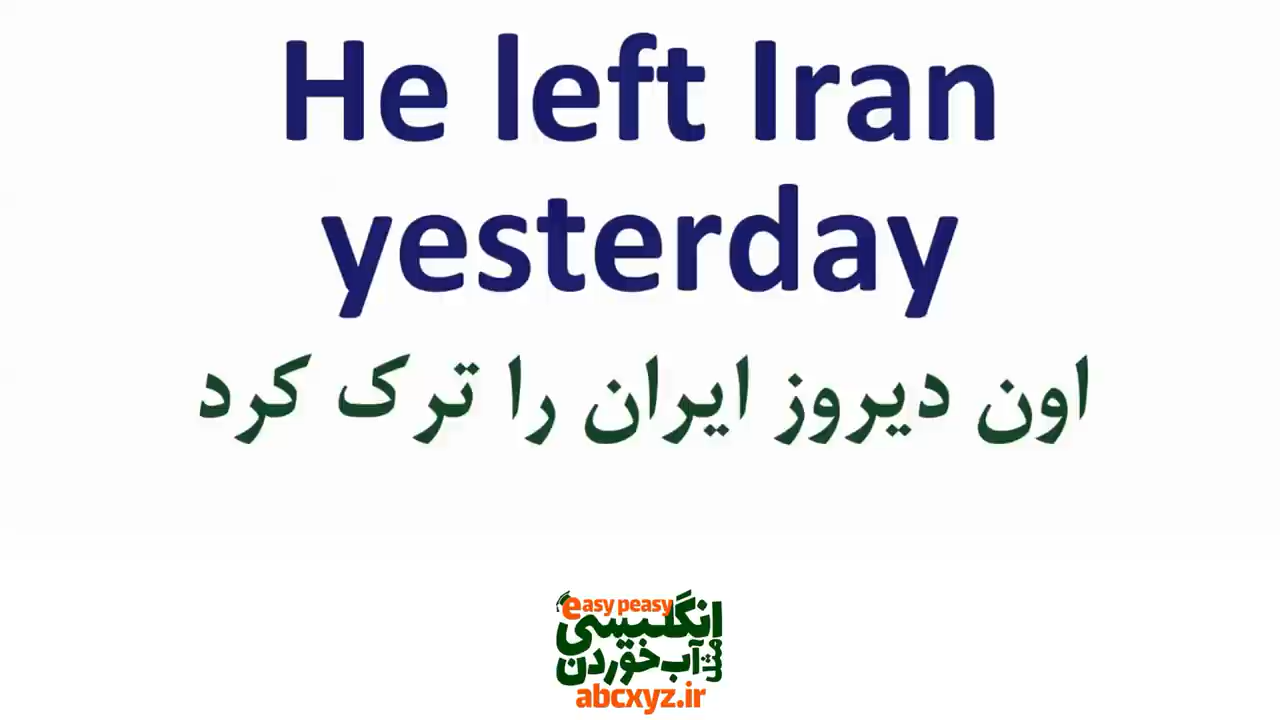 He left Iran
yesterday
اون دیروز ایران را ترک کرد
easy peasy
انگلیسی
مثل آب خوردن
abcxyz.ir